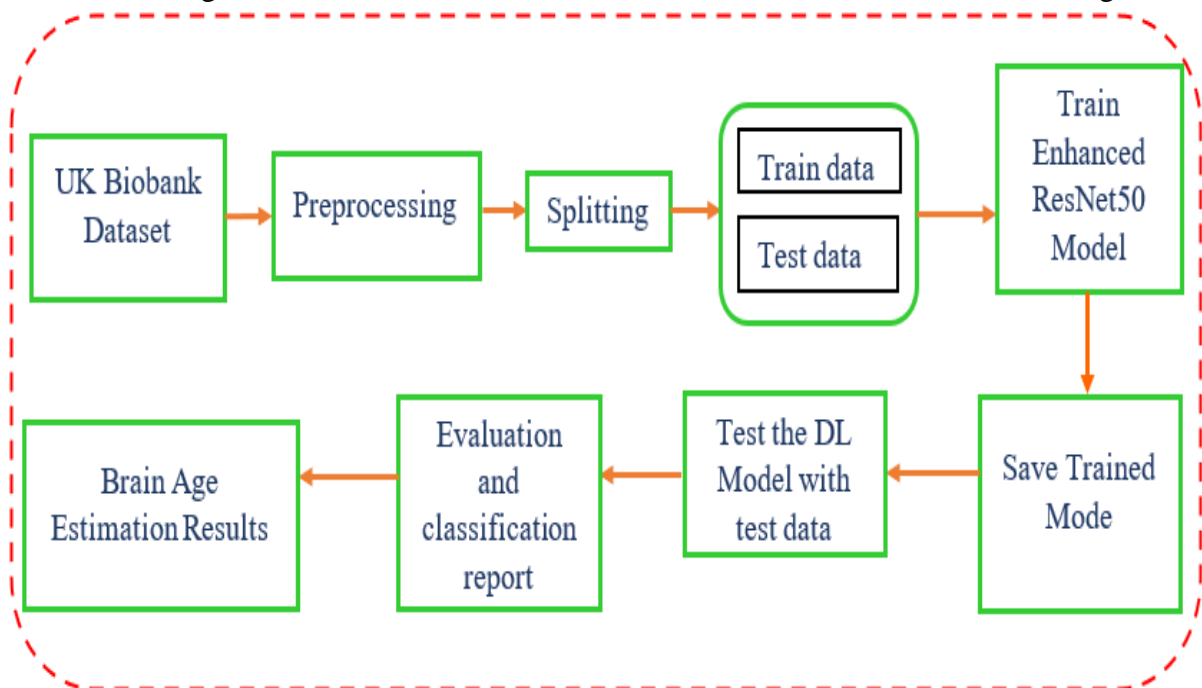 UK Biobank
Dataset
Preprocessing
Splitting
Train data
Test data
Train
Enhanced
ResNet50
Model
Save Trained
Mode
Test the DL
Model with
test data
Evaluation
and
classification
report
Brain Age
Estimation Results